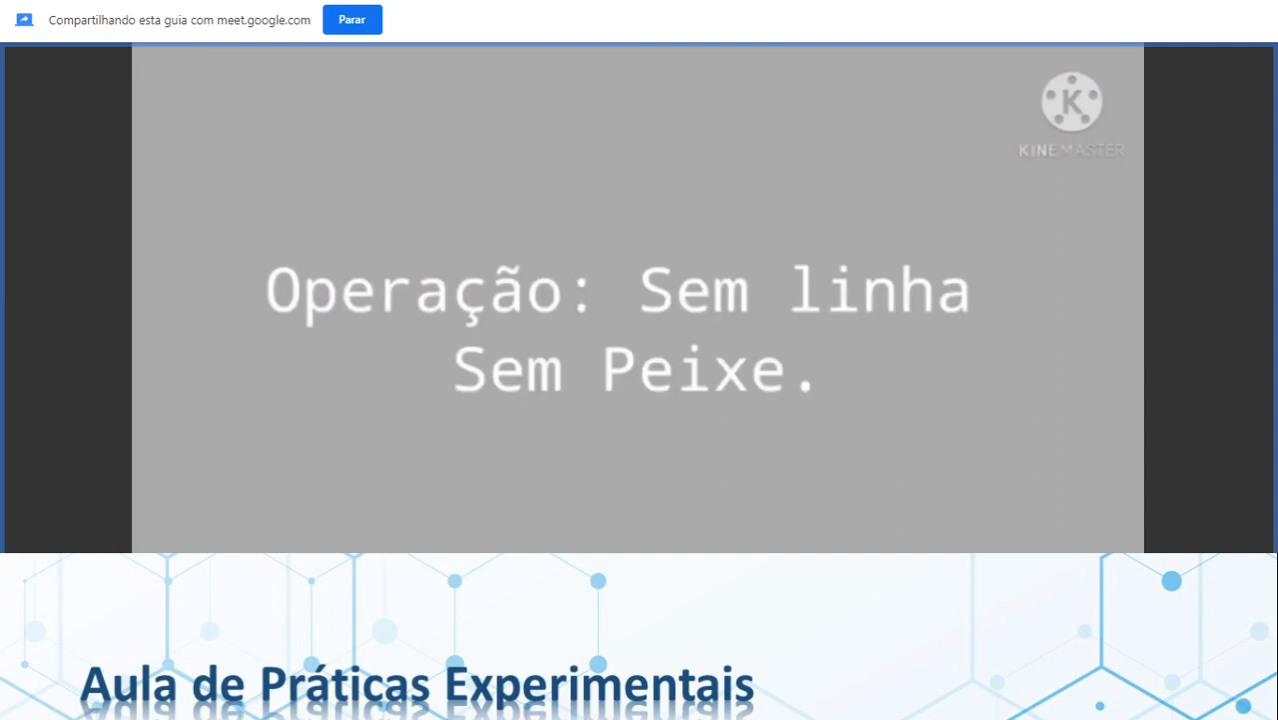 Compartilhando esta guia com meet.google.com Parar
K
KINEMASTER
Operação: Sem linha
Sem Peixe.
Aula de Práticas Experimentais